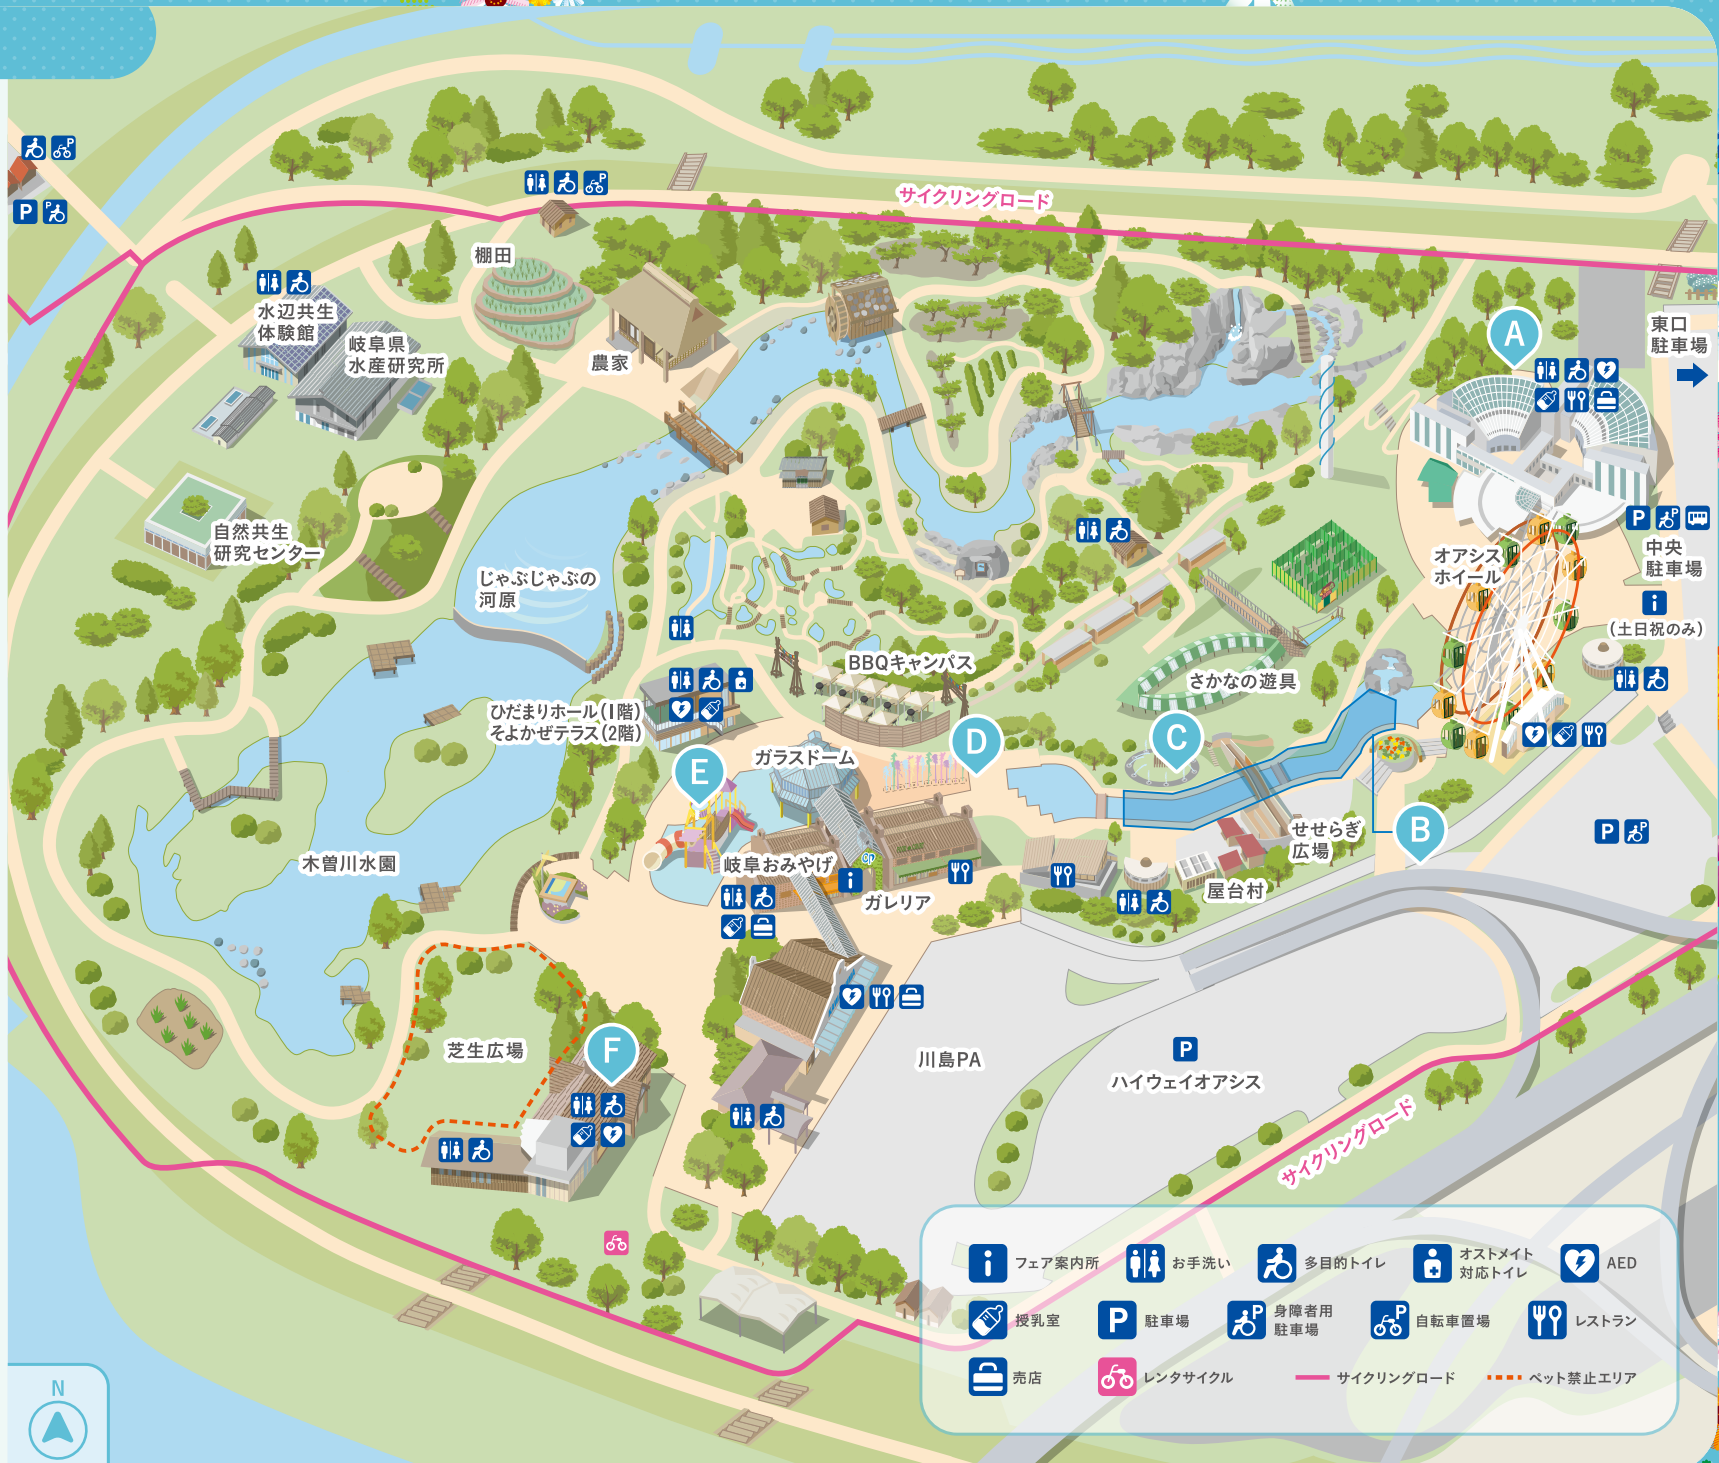 サイクリングロード
棚田
水辺共生
体験館
岐阜県
水産研究所
農家
東口
駐車場
A
自然共生
研究センター
じゃぶじゃぶの
河原
オアシス
ホイール
中央
駐車場
(土日祝のみ)
BBQキャンパス
さかなの遊具
ひだまりホール(1階)
そよかぜテラス(2階)
ガラスドーム
D
C
E
B
せせらぎ
広場
木曽川水園
岐阜おみやげ
ガレリア
屋台村
芝生広場
F
川島PA
P
ハイウェイオアシス
サイクリングロード
フェア案内所
お手洗い
多目的トイレ
オストメイト
対応トイレ
AED
授乳室
P
駐車場
身障者用
駐車場
自転車置場
レストラン
売店
レンタサイクル
サイクリングロード
ペット禁止エリア
N